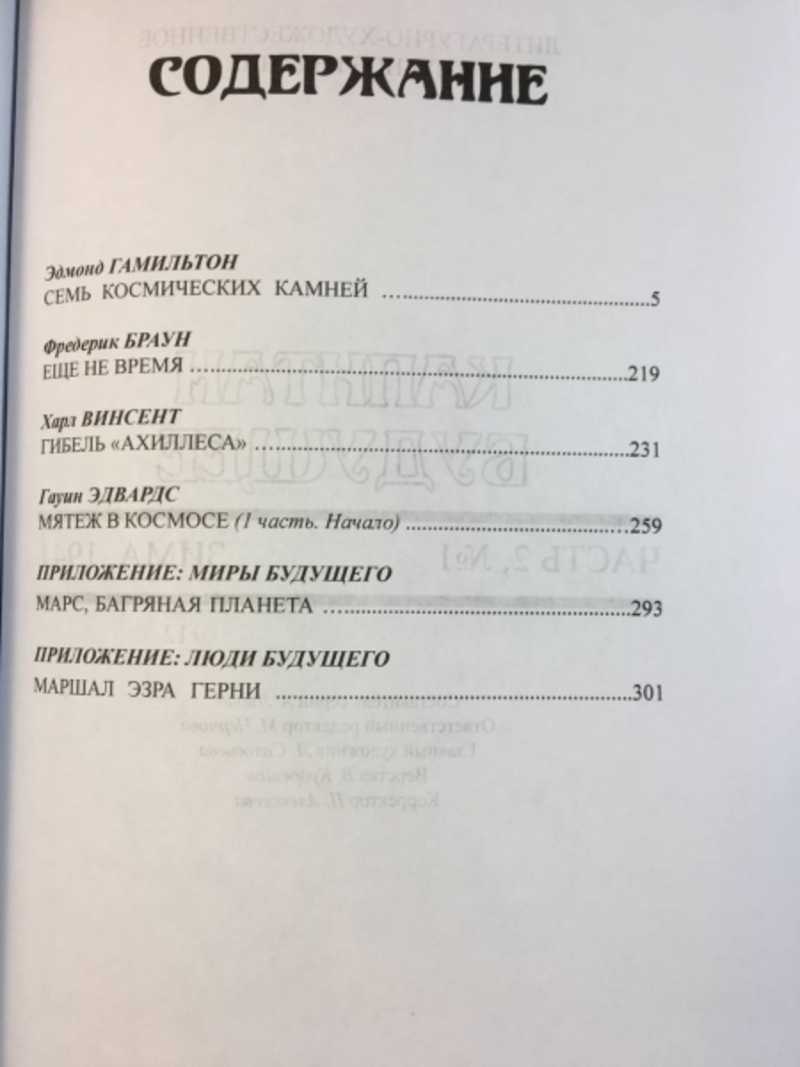 СОДЕРЖАНИЕ
Эдмонд ГАМИЛЬТОН
СЕМЬ КОСМИЧЕСКИХ КАМНЕЙ ........................................5
Фредерик БРАУН
ЕЩЕ НЕ ВРЕМЯ ........................................219
Харл ВИНСЕНТ
ГИБЕЛЬ «АХИЛЛЕСА» ........................................231
Гауин ЭДВАРДС
МЯТЕЖ В КОСМОСЕ (1 часть. Начало) ........................................259
ПРИЛОЖЕНИЕ: МИРЫ БУДУЩЕГО
МАРС, БАГРЯНАЯ ПЛАНЕТА ........................................293
ПРИЛОЖЕНИЕ: ЛЮДИ БУДУЩЕГО
МАРШАЛ ЭЗРА ГЕРНИ ........................................301